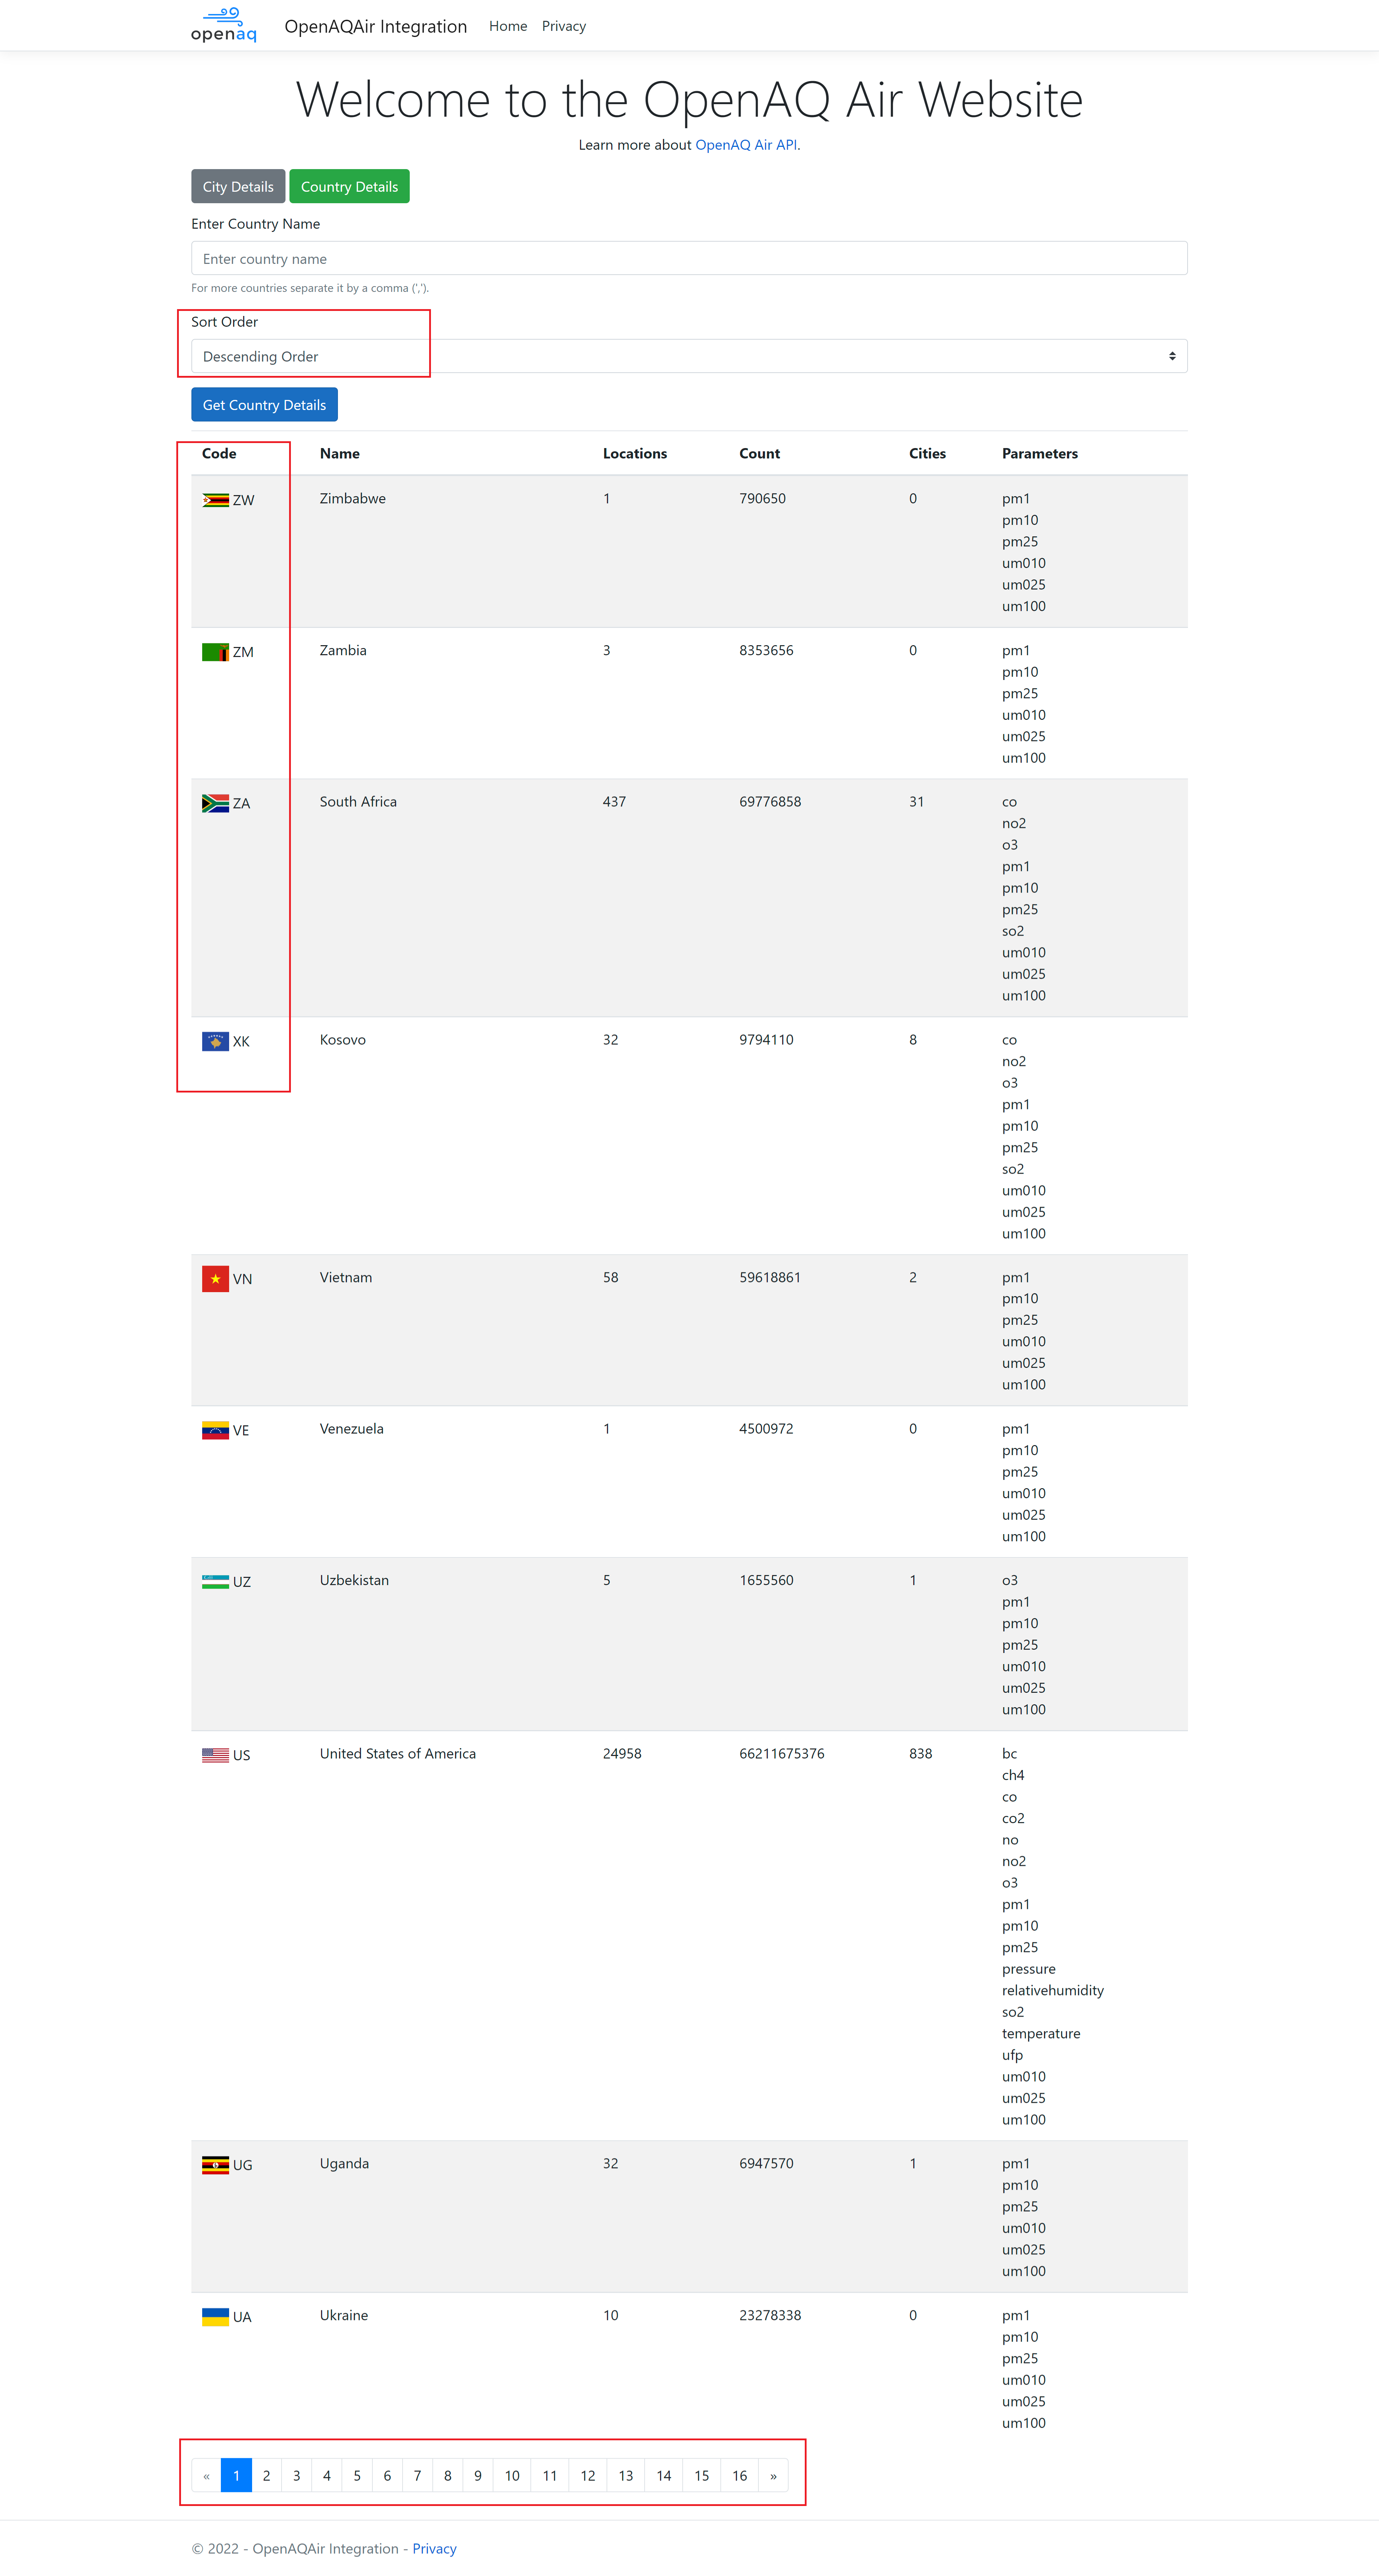 openaq
OpenAQAir Integration Home Privacy
Welcome to the OpenAQ Air Website
Learn more about OpenAQ Air API.
City Details Country Details
Enter Country Name
Enter country name
For more countries separate it by a comma (',').
Sort Order
Descending Order
Get Country Details
Code Name Locations Count Cities Parameters
ZW Zimbabwe 1 790650 0 pm1
pm10
pm25
um010
um025
um100
ZM Zambia 3 8353656 0 pm1
pm10
pm25
um010
um025
um100
ZA South Africa 437 69776858 31 co
no2
o3
pm1
pm10
pm25
so2
um010
um025
um100
XK Kosovo 32 9794110 8 co
no2
o3
pm1
pm10
pm25
so2
um010
um025
um100
VN Vietnam 58 59618861 2 pm1
pm10
pm25
um010
um025
um100
VE Venezuela 1 4500972 0 pm1
pm10
pm25
um010
um025
um100
UZ Uzbekistan 5 1655560 1 o3
pm1
pm10
pm25
um010
um025
um100
US United States of America 24958 66211675376 838 bc
ch4
co
co2
no
no2
o3
pm1
pm10
pm25
pressure
relativehumidity
so2
temperature
ufp
um010
um025
um100
UG Uganda 32 6947570 1 pm1
pm10
pm25
um010
um025
um100
UA Ukraine 10 23278338 0 pm1
pm10
pm25
um010
um025
um100
« 1 2 3 4 5 6 7 8 9 10 11 12 13 14 15 16 »
© 2022 - OpenAQAir Integration - Privacy